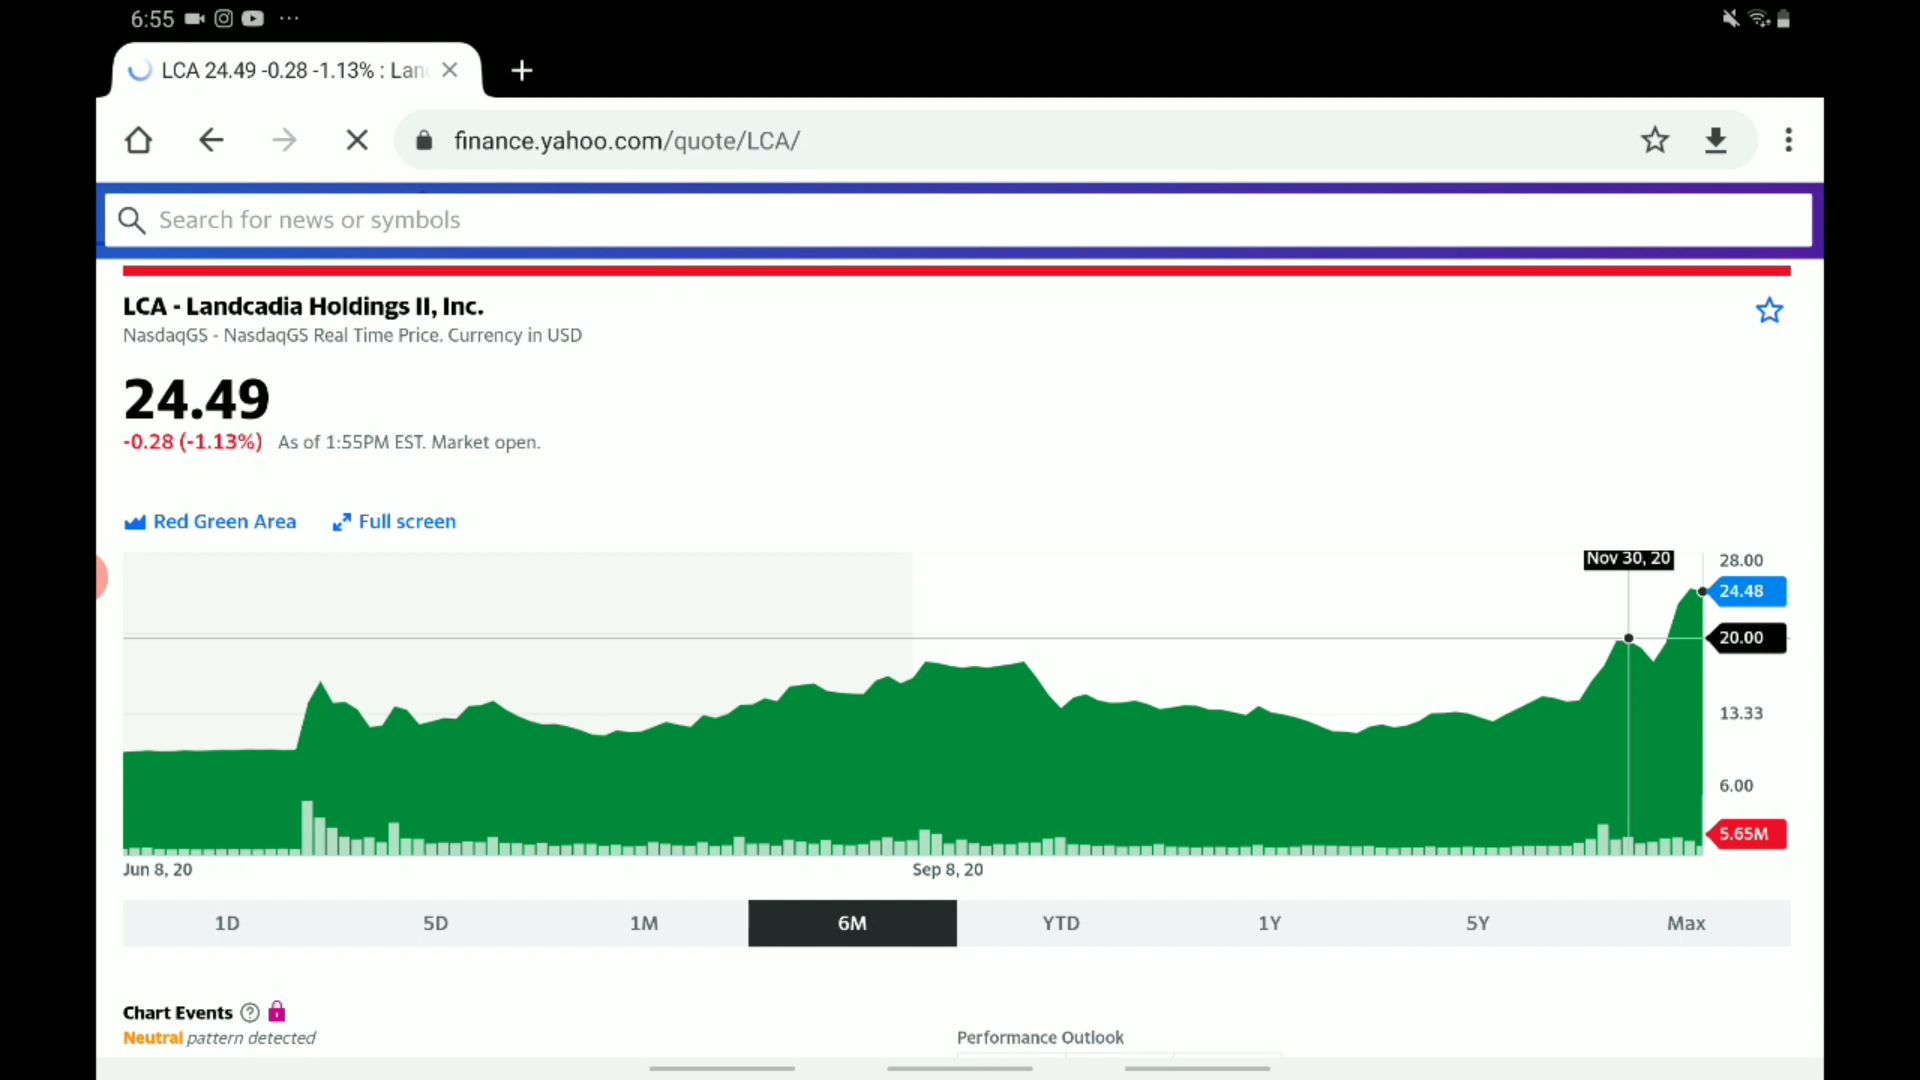 6:55
LCA 24.49 -0.28 -1.13% : Lan
finance.yahoo.com/quote/LCA/
Search for news or symbols
LCA - Landcadia Holdings II, Inc.
NasdaqGS - NasdaqGS Real Time Price. Currency in USD
24.49
-0.28 (-1.13%) As of 1:55PM EST. Market open.
Red Green Area Full screen
Nov 30, 20
28.00
24.48
20.00
13.33
6.00
5.65M
Jun 8, 20 Sep 8, 20
1D 5D 1M 6M YTD 1Y 5Y Max
Chart Events
Neutral pattern detected
Performance Outlook